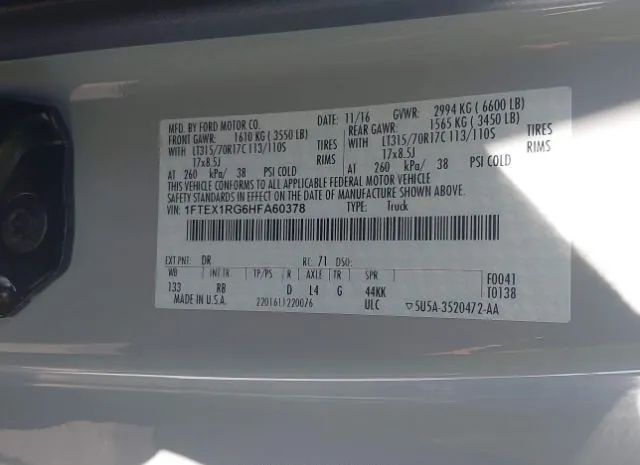 MFD. BY FORD MOTOR CO. DATE: 11/16 GVWR: 2994 KG ( 6600 LB)
FRONT GAWR: 1610 KG ( 3550 LB) REAR GAWR: 1565 KG ( 3450 LB)
WITH LT315/70R17C 113/110S TIRES WITH LT315/70R17C 113/110S TIRES
17x8.5J RIMS 17x8.5J RIMS
AT 260 kPa/ 38 PSI COLD AT 260 kPa/ 38 PSI COLD
THIS VEHICLE CONFORMS TO ALL APPLICABLE FEDERAL MOTOR VEHICLE
SAFETY STANDARDS IN EFFECT ON THE DATE OF MANUFACTURE SHOWN ABOVE.
VIN: 1FTEX1RG6HFA60378 TYPE: Truck
EXT PNT: DR RC: 71 DSO:
WB INT TR TP/PS R AXLE TR SPR F0041
133 RB D L4 G 44KK T0138
MADE IN U.S.A. 220161 220076 ULC ▽5U5A-3520472-AA